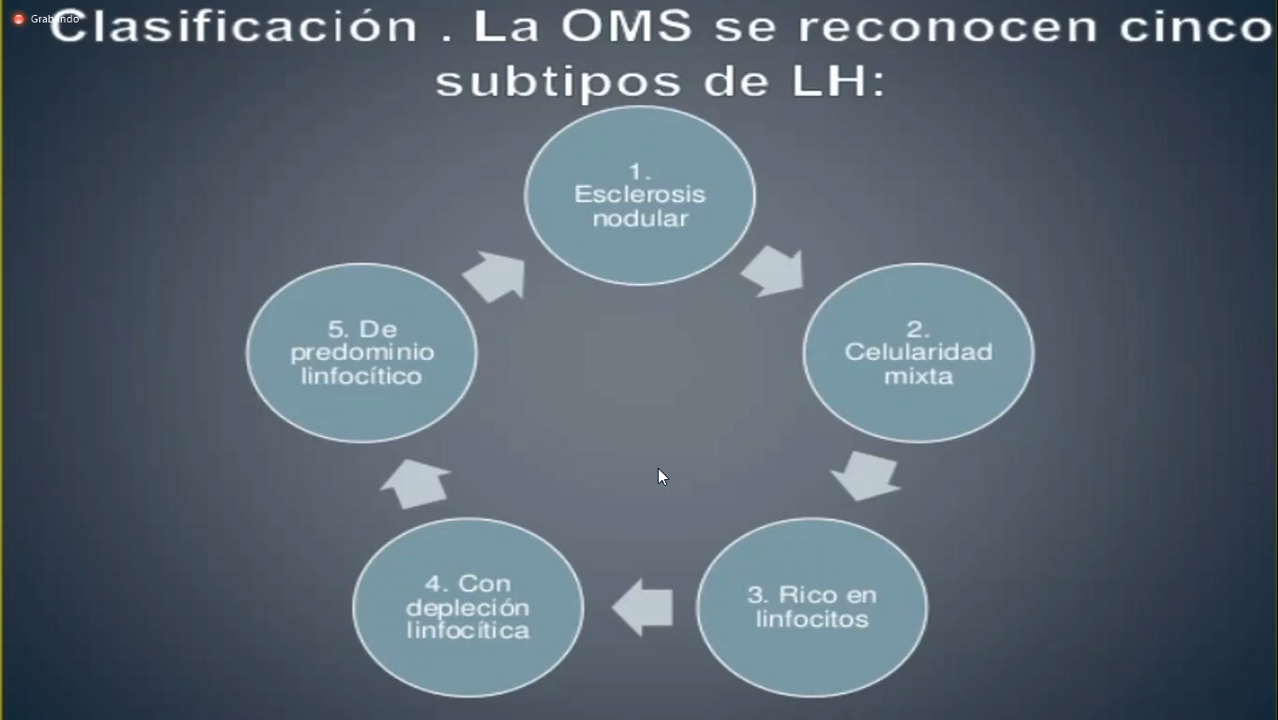 Grabando
Clasificación . La OMS se reconocen cinco
subtipos de LH:
1.
Esclerosis
nodular
2.
Celularidad
mixta
3. Rico en
linfocitos
4. Con
depleción
linfocítica
5. De
predominio
linfocítico